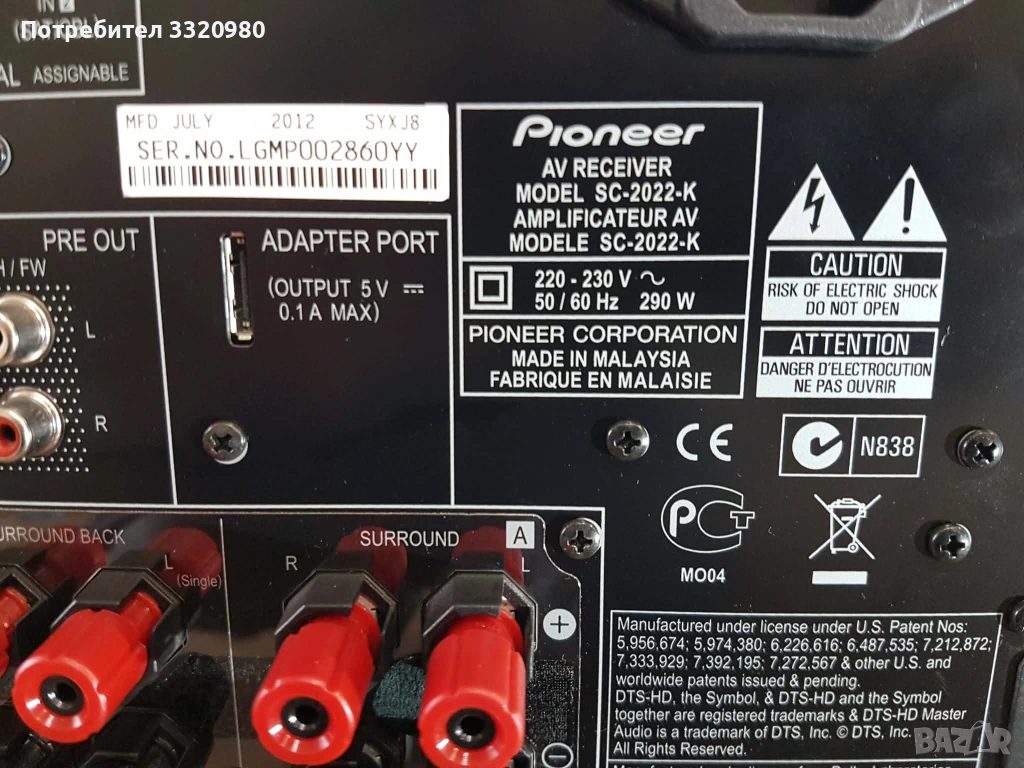 IN 2
(SAT/CBL)
Потребител 3320980
ASSIGNABLE
MFD JULY 2012 SYXJ8
SER.NO.LGMP002860YY
Pioneer
AV RECEIVER
MODEL SC-2022-K
AMPLIFICATEUR AV
MODELE SC-2022-K
220 - 230 V ~
50 / 60 Hz 290 W
PIONEER CORPORATION
MADE IN MALAYSIA
FABRIQUE EN MALAISIE
CAUTION
RISK OF ELECTRIC SHOCK
DO NOT OPEN
ATTENTION
DANGER D'ELECTROCUTION
NE PAS OUVRIR
PRE OUT
H / FW
L
R
ADAPTER PORT
(OUTPUT 5 V ⎓
0.1 A MAX)
CE
N838
PCT
MO04
SURROUND BACK
L
(Single)
SURROUND
A
R
L
Manufactured under license under U.S. Patent Nos:
5,956,674; 5,974,380; 6,226,616; 6,487,535; 7,212,872;
7,333,929; 7,392,195; 7,272,567 & other U.S. and
worldwide patents issued & pending.
DTS-HD, the Symbol, & DTS-HD and the Symbol
together are registered trademarks & DTS-HD Master
Audio is a trademark of DTS, Inc. © DTS, Inc.
All Rights Reserved.
BAZAR